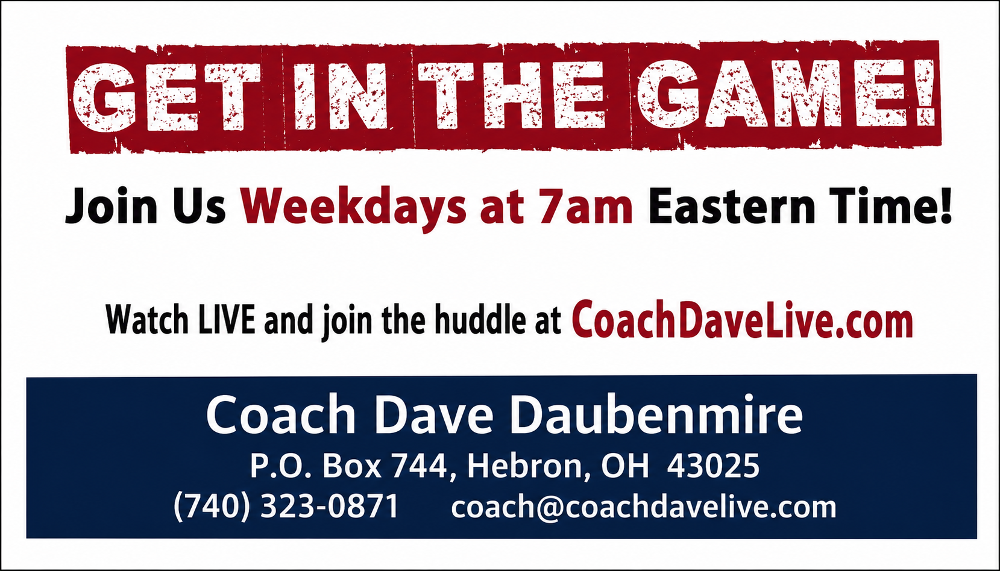 GET IN THE GAME!
Join Us Weekdays at 7am Eastern Time!
Watch LIVE and join the huddle at CoachDaveLive.com
Coach Dave Daubenmire
P.O. Box 744, Hebron, OH 43025
(740) 323-0871 coach@coachdavelive.com